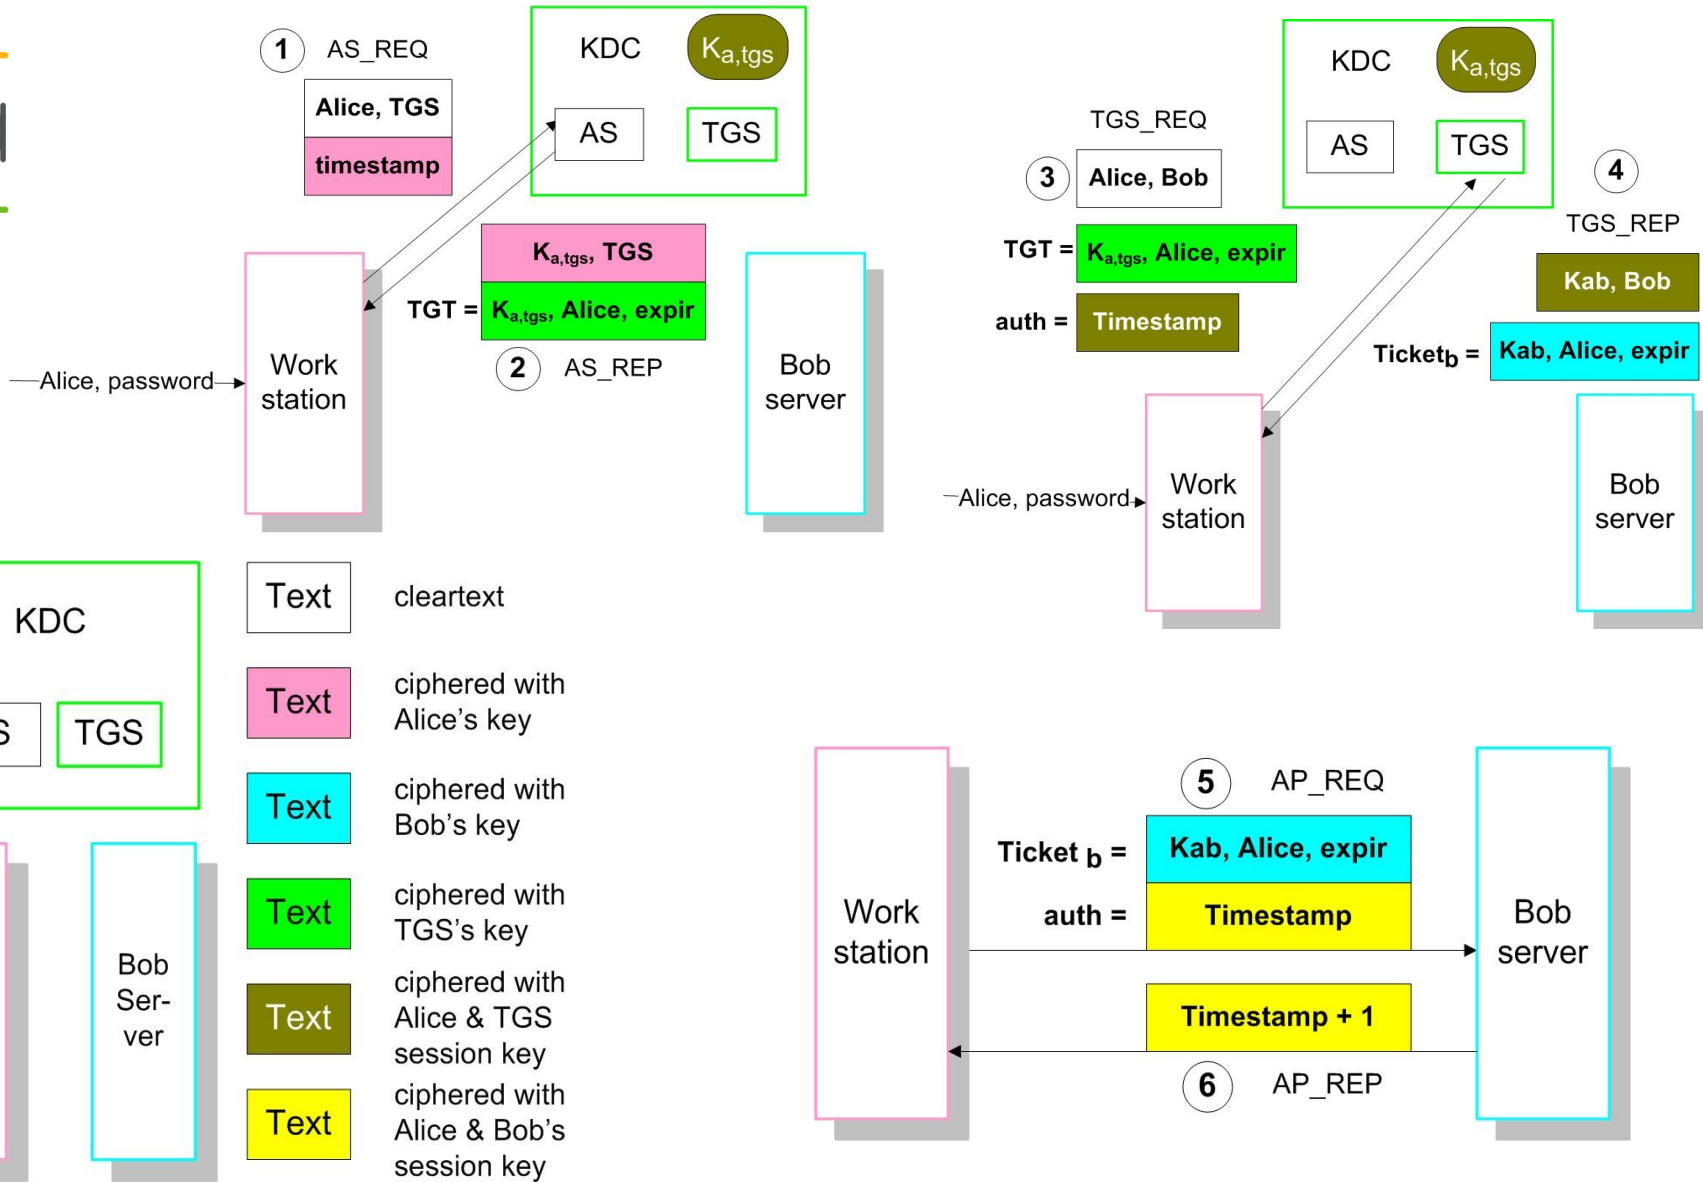 1 AS_REQ
Alice, TGS
timestamp
KDC Ka,tgs
AS TGS
Ka,tgs, TGS
TGT = Ka,tgs, Alice, expir
2 AS_REP
Alice, password
Work
station
Bob
server
KDC Ka,tgs
AS TGS
TGS_REQ
3 Alice, Bob
TGT = Ka,tgs, Alice, expir
auth = Timestamp
4
TGS_REP
Kab, Bob
Ticketb = Kab, Alice, expir
Alice, password
Work
station
Bob
server
KDC
S TGS
Bob
Ser-
ver
Text cleartext
Text ciphered with
Alice’s key
Text ciphered with
Bob’s key
Text ciphered with
TGS’s key
Text ciphered with
Alice & TGS
session key
Text ciphered with
Alice & Bob’s
session key
5 AP_REQ
Ticket b = Kab, Alice, expir
auth = Timestamp
Work
station
Bob
server
Timestamp + 1
6 AP_REP